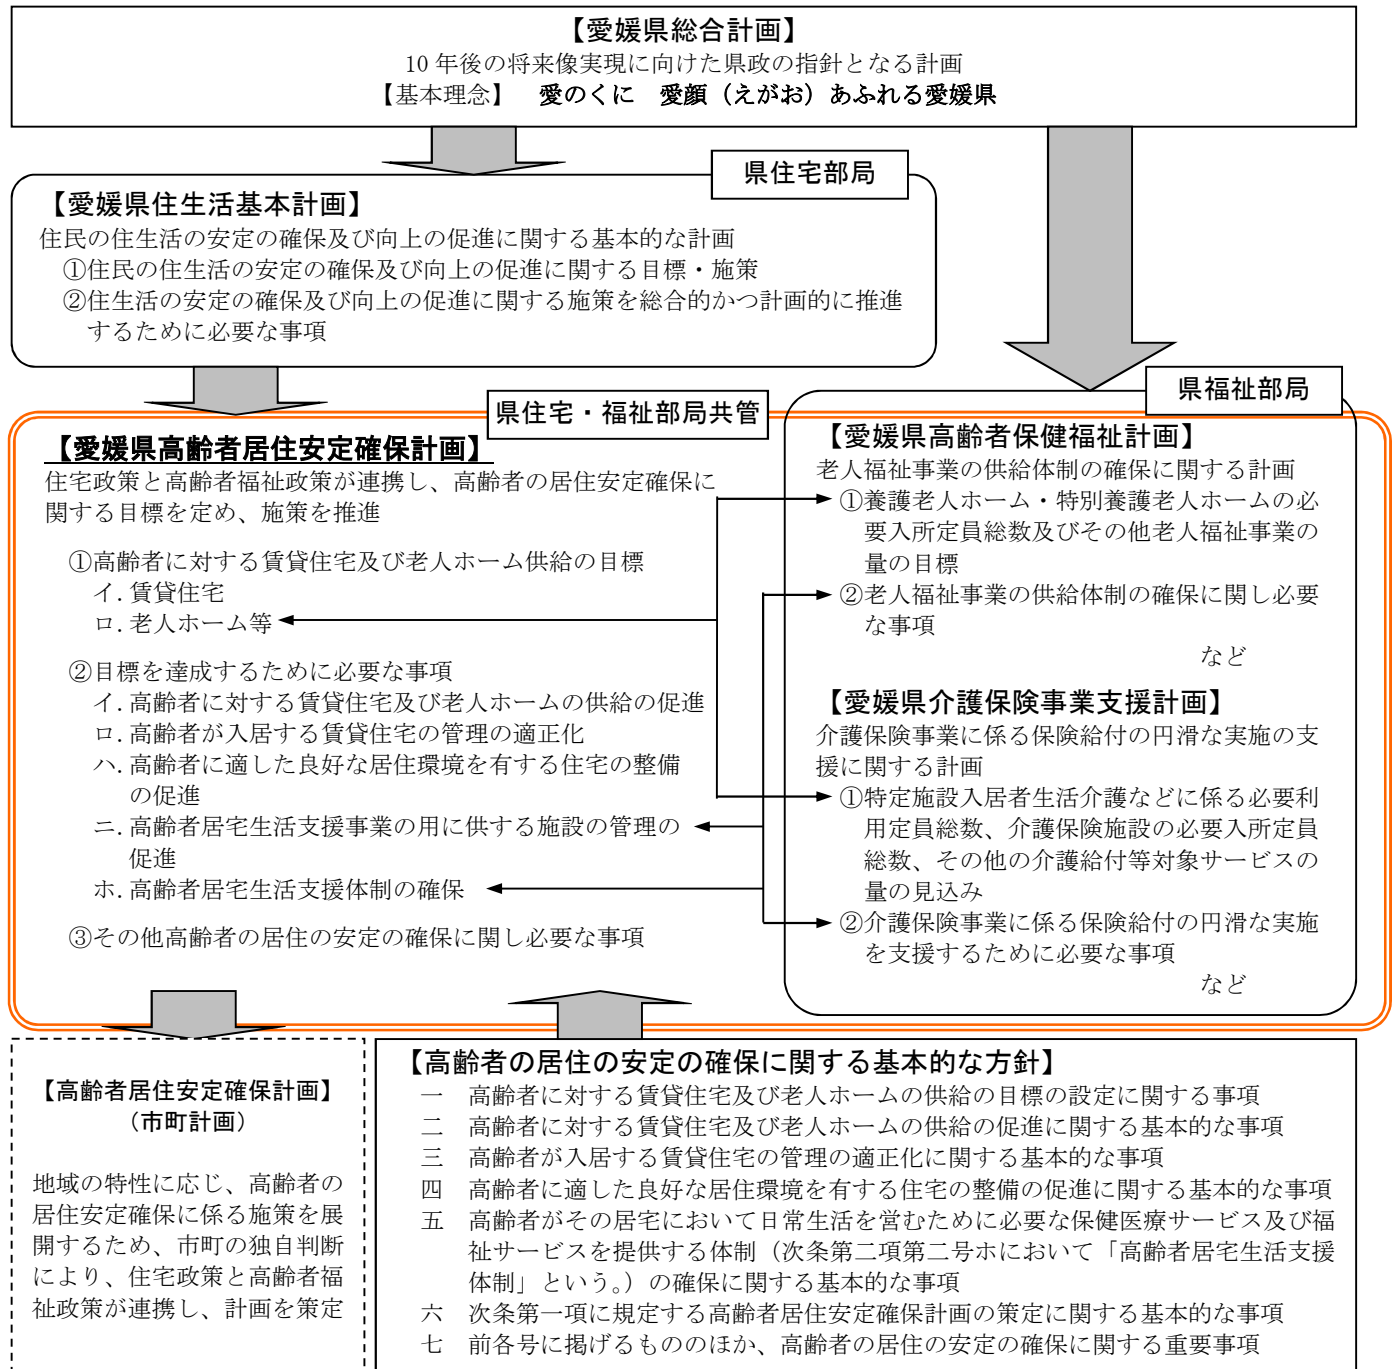 【愛媛県総合計画】
10 年後の将来像実現に向けた県政の指針となる計画
【基本理念】　愛のくに　愛顔（えがお）あふれる愛媛県
県住宅部局
【愛媛県住生活基本計画】
住民の住生活の安定の確保及び向上の促進に関する基本的な計画
①住民の住生活の安定の確保及び向上の促進に関する目標・施策
②住生活の安定の確保及び向上の促進に関する施策を総合的かつ計画的に推進
するために必要な事項
県住宅・福祉部局共管
【愛媛県高齢者居住安定確保計画】
住宅政策と高齢者福祉政策が連携し、高齢者の居住安定確保に
関する目標を定め、施策を推進
①高齢者に対する賃貸住宅及び老人ホーム供給の目標
イ．賃貸住宅
ロ．老人ホーム等
②目標を達成するために必要な事項
イ．高齢者に対する賃貸住宅及び老人ホームの供給の促進
ロ．高齢者が入居する賃貸住宅の管理の適正化
ハ．高齢者に適した良好な居住環境を有する住宅の整備
の促進
ニ．高齢者居宅生活支援事業の用に供する施設の管理の
促進
ホ．高齢者居宅生活支援体制の確保
③その他高齢者の居住の安定の確保に関し必要な事項
県福祉部局
【愛媛県高齢者保健福祉計画】
老人福祉事業の供給体制の確保に関する計画
①養護老人ホーム・特別養護老人ホームの必
要入所定員総数及びその他老人福祉事業の
量の目標
②老人福祉事業の供給体制の確保に関し必要
な事項
など
【愛媛県介護保険事業支援計画】
介護保険事業に係る保険給付の円滑な実施の支
援に関する計画
①特定施設入居者生活介護などに係る必要利
用定員総数、介護保険施設の必要入所定員
総数、その他の介護給付等対象サービスの
量の見込み
②介護保険事業に係る保険給付の円滑な実施
を支援するために必要な事項
など
【高齢者居住安定確保計画】
（市町計画）
地域の特性に応じ、高齢者の
居住安定確保に係る施策を展
開するため、市町の独自判断
により、住宅政策と高齢者福
祉政策が連携し、計画を策定
【高齢者の居住の安定の確保に関する基本的な方針】
一　高齢者に対する賃貸住宅及び老人ホームの供給の目標の設定に関する事項
二　高齢者に対する賃貸住宅及び老人ホームの供給の促進に関する基本的な事項
三　高齢者が入居する賃貸住宅の管理の適正化に関する基本的な事項
四　高齢者に適した良好な居住環境を有する住宅の整備の促進に関する基本的な事項
五　高齢者がその居宅において日常生活を営むために必要な保健医療サービス及び福
祉サービスを提供する体制（次条第二項第二号ホにおいて「高齢者居宅生活支援
体制」という。）の確保に関する基本的な事項
六　次条第一項に規定する高齢者居住安定確保計画の策定に関する基本的な事項
七　前各号に掲げるもののほか、高齢者の居住の安定の確保に関する重要事項